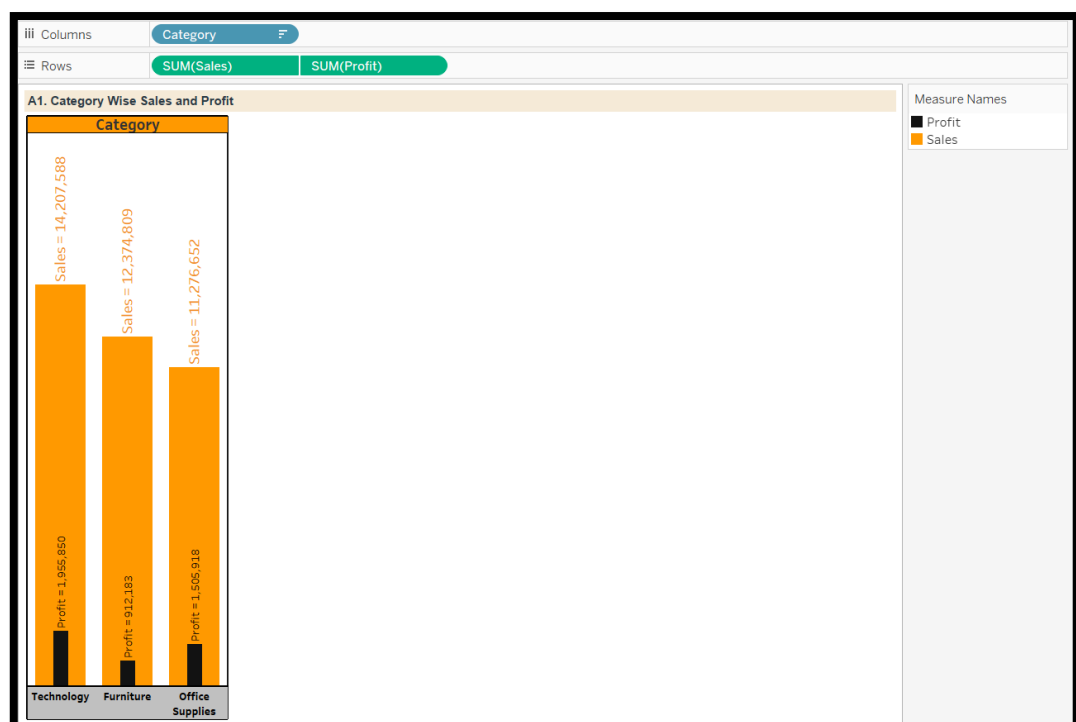 Columns
Category
Rows
SUM(Sales)
SUM(Profit)
A1. Category Wise Sales and Profit
Measure Names
Profit
Sales
Category
Sales = 14,207,588
Sales = 12,374,809
Sales = 11,276,652
Profit = 1,955,850
Profit = 912,183
Profit = 1,505,918
Technology
Furniture
Office
Supplies